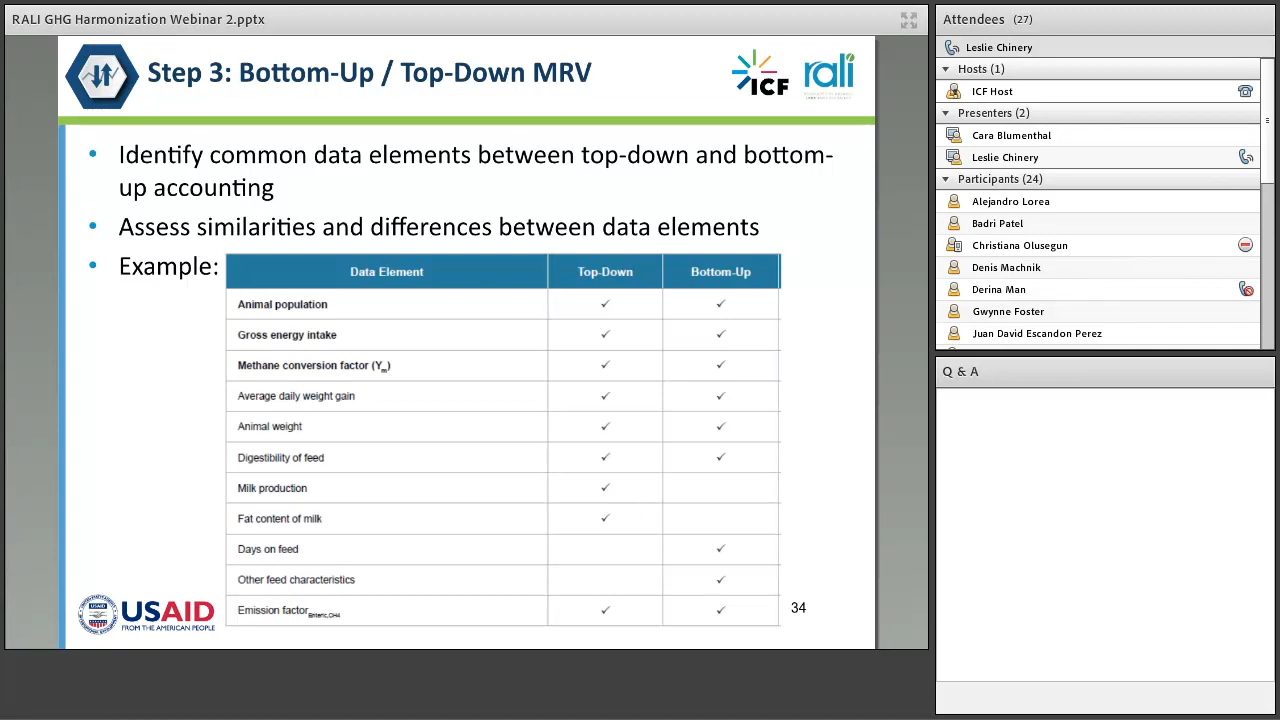 RALI GHG Harmonization Webinar 2.pptx
Step 3: Bottom-Up / Top-Down MRV
ICF
rali
• Identify common data elements between top-down and bottom-
up accounting
• Assess similarities and differences between data elements
• Example:
Data Element Top-Down Bottom-Up
Animal population ✓ ✓
Gross energy intake ✓ ✓
Methane conversion factor (Ym) ✓ ✓
Average daily weight gain ✓ ✓
Animal weight ✓ ✓
Digestibility of feed ✓ ✓
Milk production ✓
Fat content of milk ✓
Days on feed ✓
Other feed characteristics ✓
Emission factor Enteric,CH4 ✓ ✓
USAID
FROM THE AMERICAN PEOPLE
34
Attendees (27)
Leslie Chinery
Hosts (1)
ICF Host
Presenters (2)
Cara Blumenthal
Leslie Chinery
Participants (24)
Alejandro Lorea
Badri Patel
Christiana Olusegun
Denis Machnik
Derina Man
Gwynne Foster
Juan David Escandon Perez
Q & A